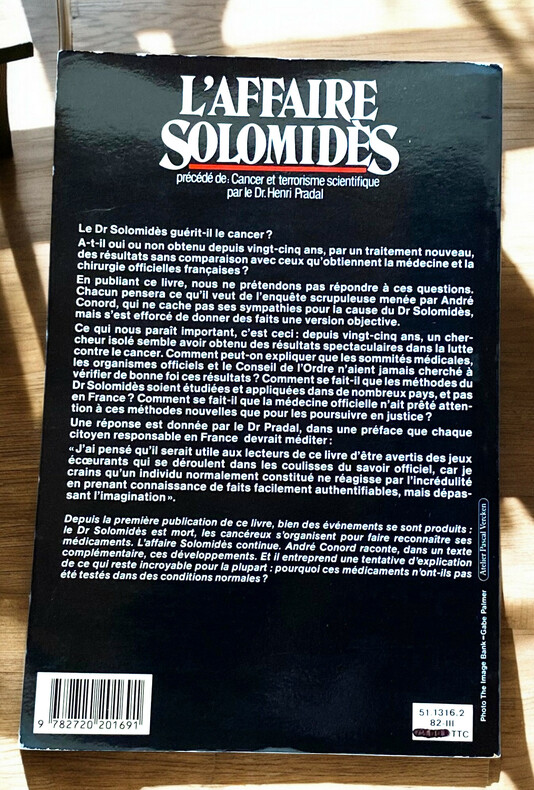 L'AFFAIRE
SOLOMIDÈS
précédé de: Cancer et terrorisme scientifique
par le Dr. Henri Pradal
Le Dr Solomidès guérit-il le cancer ?
A-t-il oui ou non obtenu depuis vingt-cinq ans, par un traitement nouveau,
des résultats sans comparaison avec ceux qu'obtiennent la médecine et la
chirurgie officielles françaises ?
En publiant ce livre, nous ne prétendons pas répondre à ces questions.
Chacun pensera ce qu'il veut de l'enquête scrupuleuse menée par André
Conord, qui ne cache pas ses sympathies pour la cause du Dr Solomidès,
mais s'est efforcé de donner des faits une version objective.
Ce qui nous paraît important, c'est ceci : depuis vingt-cinq ans, un cher-
cheur isolé semble avoir obtenu des résultats spectaculaires dans la lutte
contre le cancer. Comment peut-on expliquer que les sommités médicales,
les organismes officiels et le Conseil de l'Ordre n'aient jamais cherché à
vérifier de bonne foi ces résultats ? Comment se fait-il que les méthodes du
Dr Solomidès soient étudiées et appliquées dans de nombreux pays, et pas
en France ? Comment se fait-il que la médecine officielle n'ait prêté atten-
tion à ces méthodes nouvelles que pour les poursuivre en justice ?
Une réponse est donnée par le Dr Pradal, dans une préface que chaque
citoyen responsable en France devrait méditer :
« J'ai pensé qu'il serait utile aux lecteurs de ce livre d'être avertis des jeux
écœurants qui se déroulent dans les coulisses du savoir officiel, car je
crains qu'un individu normalement constitué ne réagisse par l'incrédulité
en prenant connaissance de faits facilement authentifiables, mais dépas-
sant l'imagination ».
Depuis la première publication de ce livre, bien des événements se sont produits :
le Dr Solomidès est mort, les cancéreux s'organisent pour faire reconnaître ses
médicaments. L'affaire Solomidès continue. André Conord raconte, dans un texte
complémentaire, ces développements. Et il entreprend une tentative d'explication
de ce qui reste incroyable pour la plupart : pourquoi ces médicaments n'ont-ils pas
été testés dans des conditions normales ?
Atelier Pascal Vercken
Photo The Image Bank - Gabe Palmer
9 782720 201691
51.1316.2
82-III
TTC